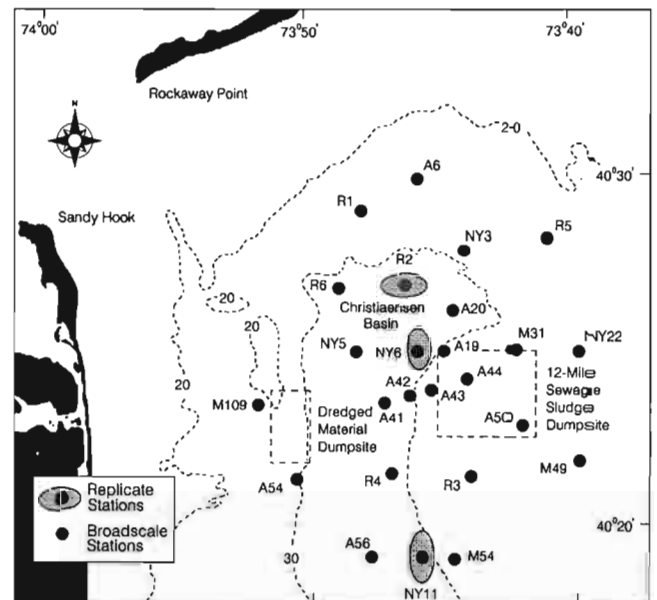 74°00'
73°50'
73°40'
Rockaway Point
N
2-0
A6
40°30'
R1
Sandy Hook
NY3
R5
R2
R6
Christiaensen
Basin
A20
20
20
NY5
NY6
A19
M31
NY22
20
A42
A44
12-Mile
Sewage
Sludge
Dumpsite
M109
A41
A43
A50
Dredged
Material
Dumpsite
A54
R4
R3
M49
Replicate
Stations
Broadscale
Stations
40°20'
A56
30
M54
NY11